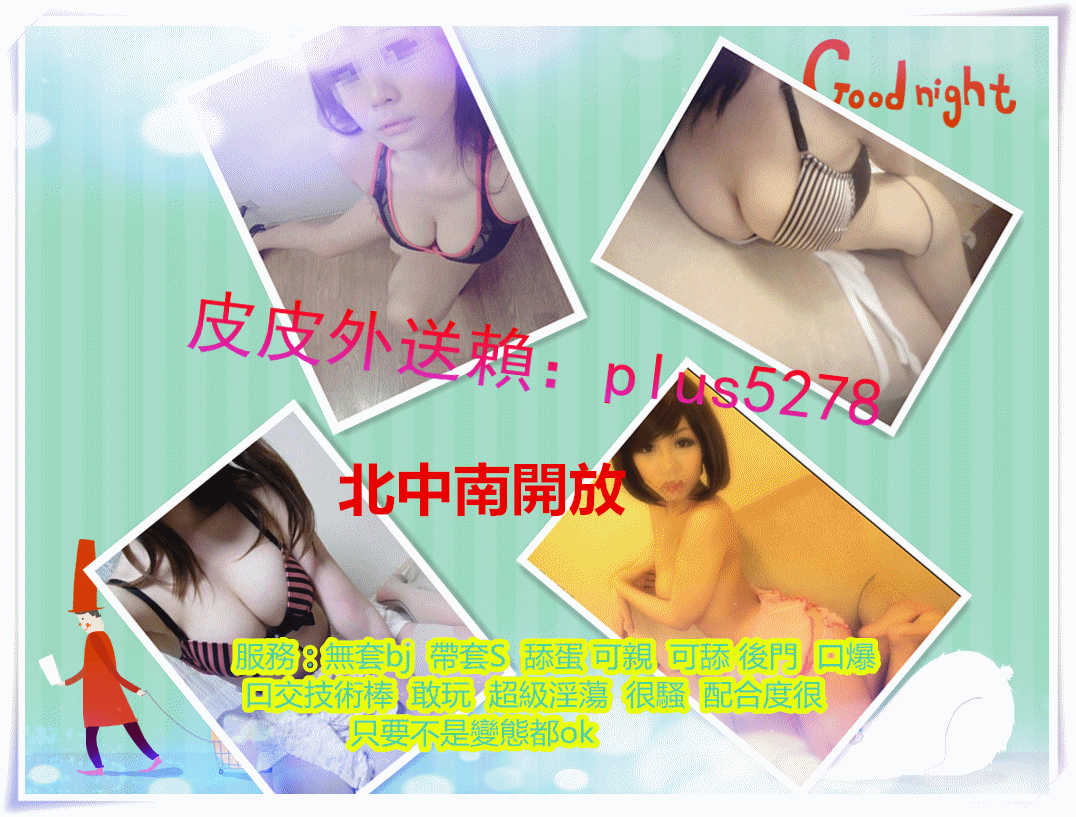 Good night
皮皮外送賴：plus5278
北中南開放
服務：無套bj 帶套S 舔蛋 可親 可舔 後門 口爆
口交技術棒 敢玩 超級淫蕩 很騷 配合度很
只要不是變態都ok